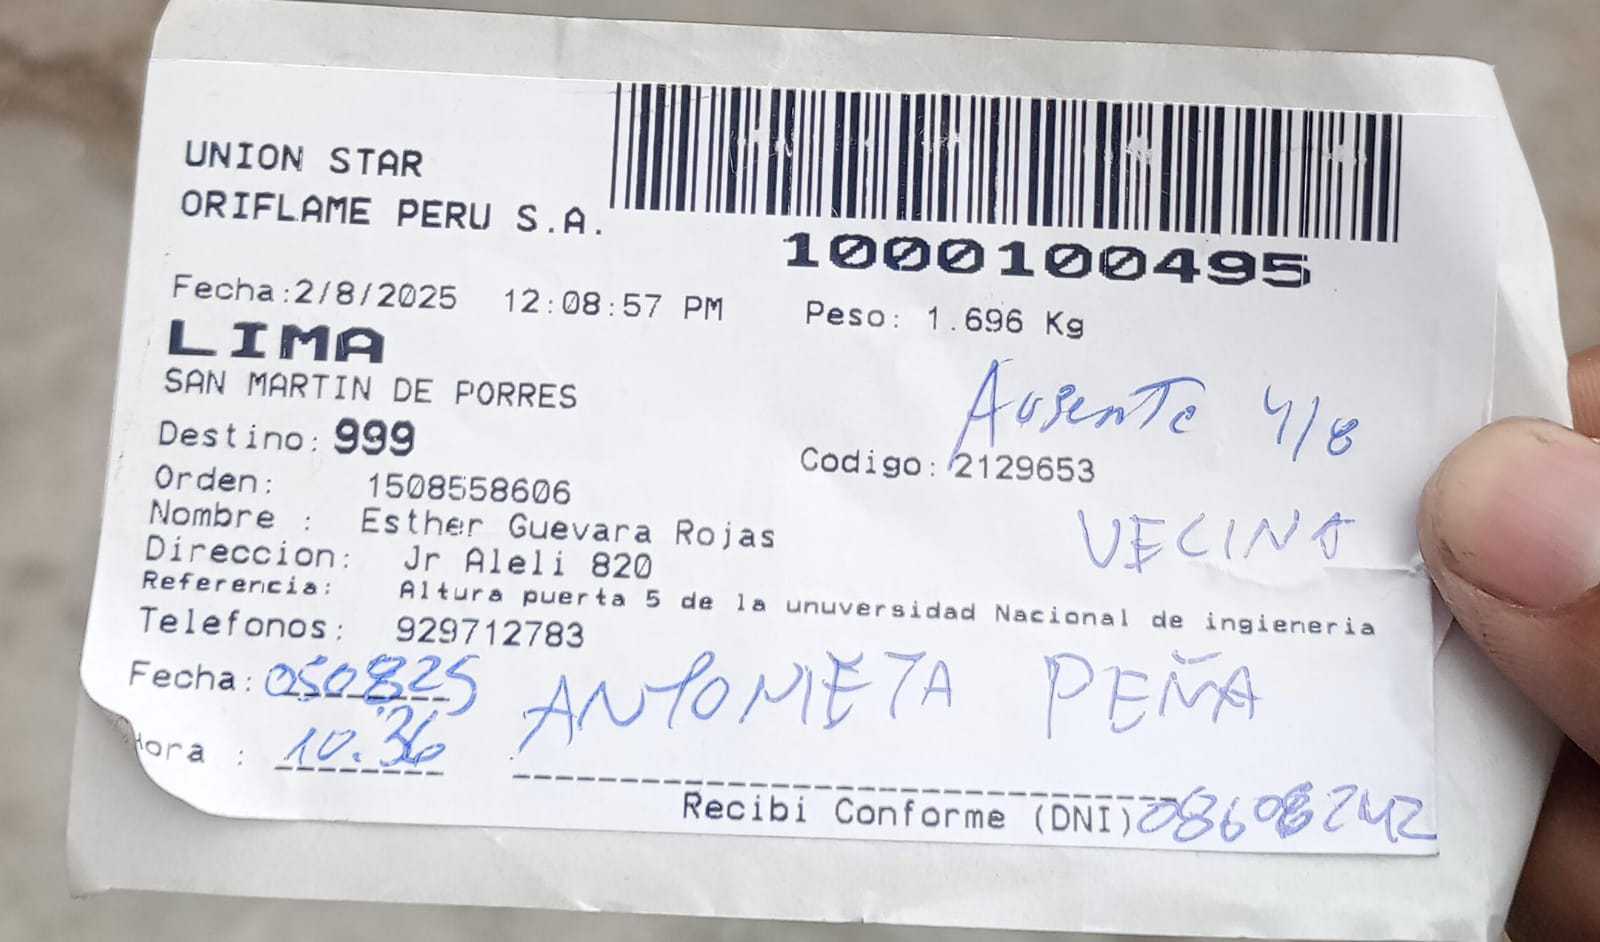 UNION STAR
ORIFLAME PERU S.A.
1000100495
Fecha:2/8/2025 12:08:57 PM Peso: 1.696 Kg
LIMA
SAN MARTIN DE PORRES
Ausente 4/8
Destino: 999
Codigo: 2129653
Orden: 1508558606
Nombre : Esther Guevara Rojas
VECINA
Direccion: Jr Aleli 820
Referencia: Altura puerta 5 de la unuversidad Nacional de ingieneria
Telefonos: 929712783
Fecha: 050825 ANTONIETA PEÑA
Hora : 10.36
Recibi Conforme (DNI)